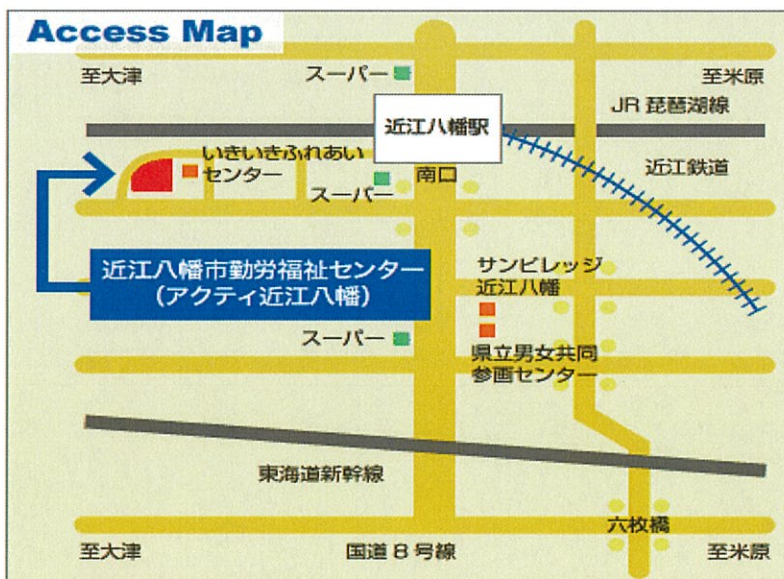 Access Map
至大津
スーパー
至米原
JR 琵琶湖線
近江八幡駅
いきいきふれあい
センター
スーパー
南口
近江鉄道
近江八幡市勤労福祉センター
（アクティ近江八幡）
サンビレッジ
近江八幡
スーパー
県立男女共同
参画センター
東海道新幹線
六枚橋
至大津
国道 8 号線
至米原